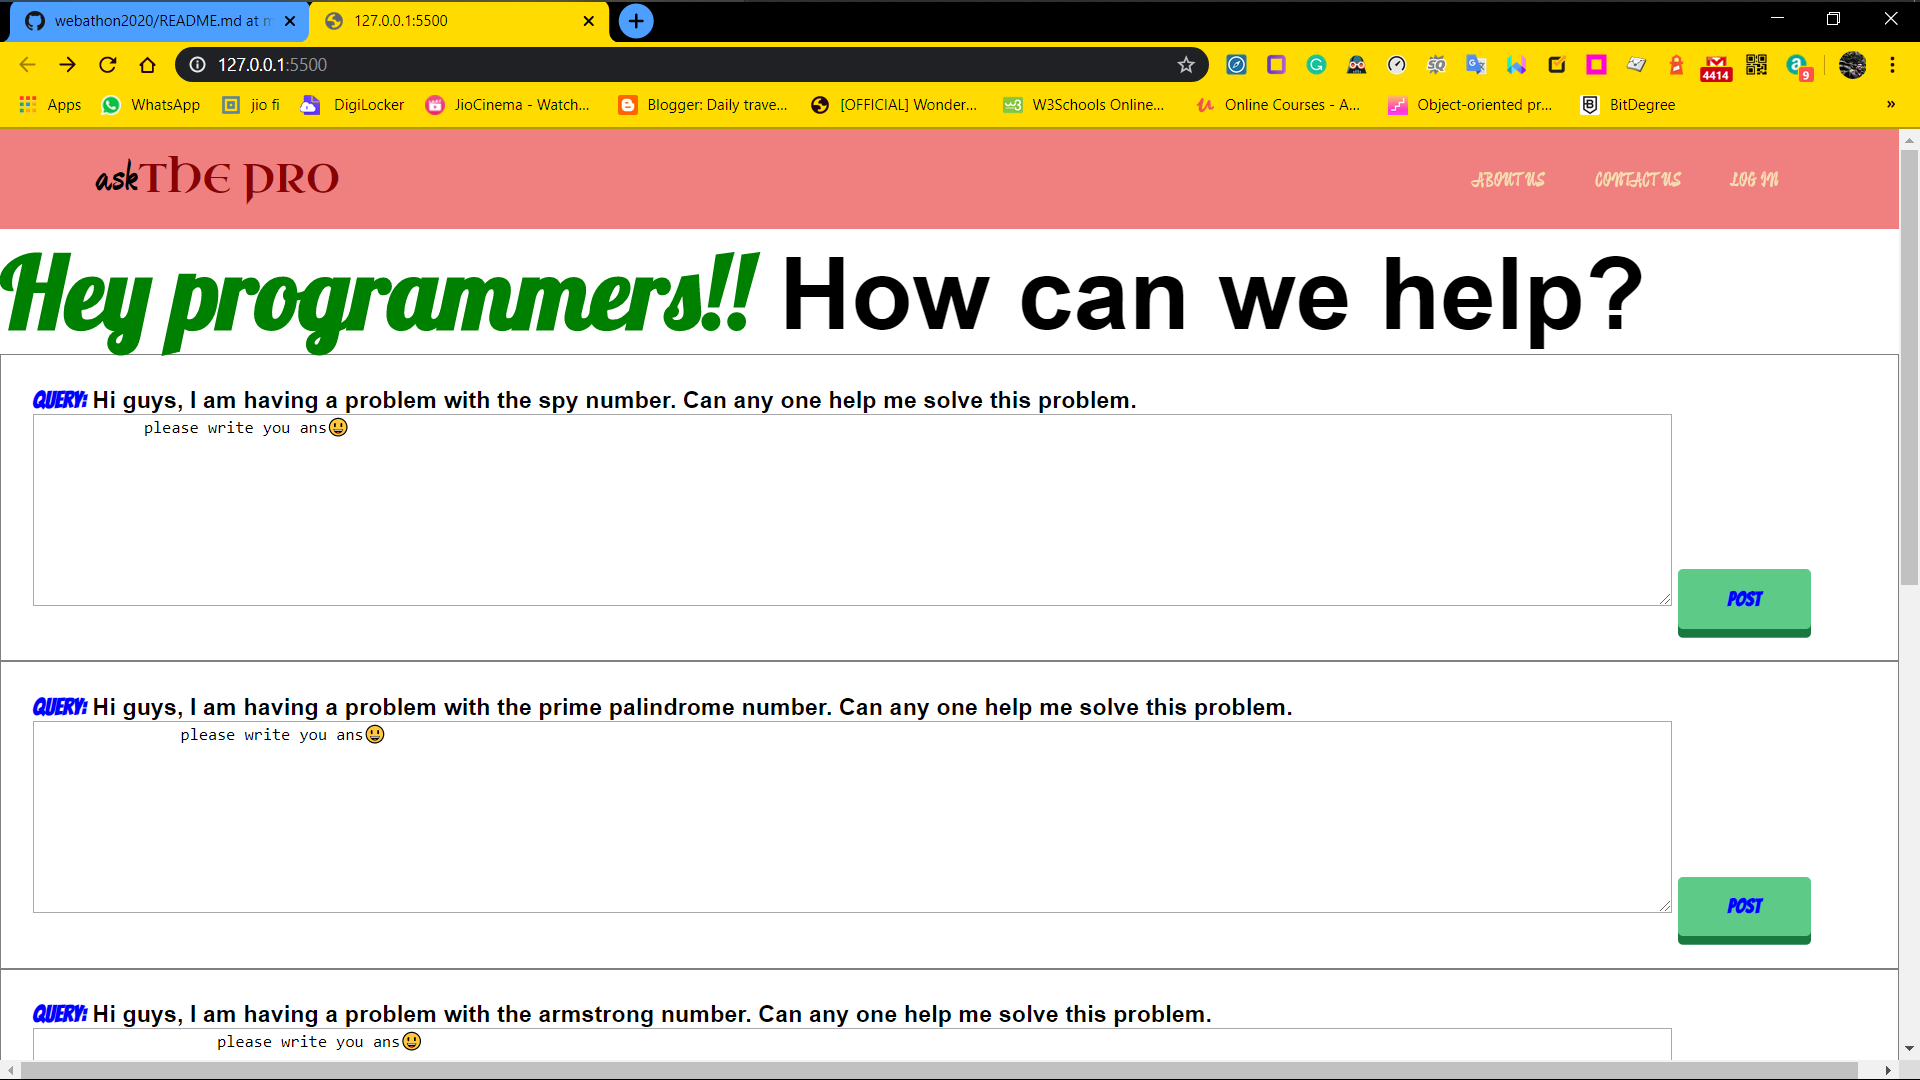 webathon2020/README.md at m
127.0.0.1:5500
127.0.0.1:5500
4414
9
Apps
WhatsApp
jio fi
DigiLocker
JioCinema - Watch...
Blogger: Daily trave...
[OFFICIAL] Wonder...
W3Schools Online...
Online Courses - A...
Object-oriented pr...
BitDegree
»
askThe PRO
ABOUT US
CONTACT US
LOG IN
Hey programmers!! How can we help?
QUERY: Hi guys, I am having a problem with the spy number. Can any one help me solve this problem.
please write you ans😃
POST
QUERY: Hi guys, I am having a problem with the prime palindrome number. Can any one help me solve this problem.
please write you ans😃
POST
QUERY: Hi guys, I am having a problem with the armstrong number. Can any one help me solve this problem.
please write you ans😃